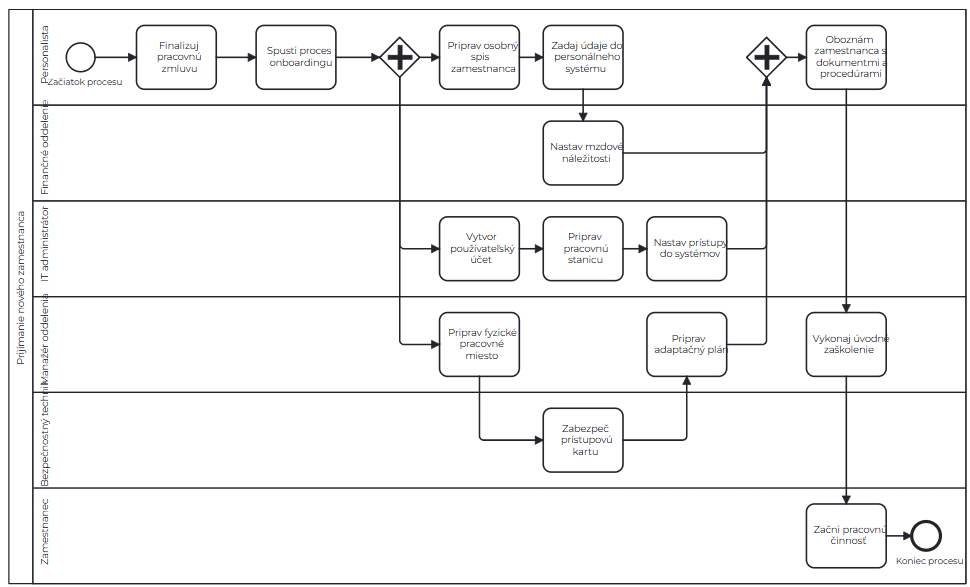 Prijímanie nového zamestnanca
Personalista
Začiatok procesu
Finalizuj
pracovnú
zmluvu
Spusti proces
onboardingu
Priprav osobný
spis
zamestnanca
Zadaj údaje do
personálneho
systému
Oboznám
zamestnanca s
dokumentmi a
procedúrami
Finančné oddelenie
Nastav mzdové
náležitosti
IT administrátor
Vytvor
používateľský
účet
Priprav
pracovnú
stanicu
Nastav prístupy
do systémov
Manažér oddelenia
Priprav fyzické
pracovné
miesto
Priprav
adaptačný plán
Vykonaj úvodné
zaškolenie
Bezpečnostný technik
Zabezpeč
prístupovú
kartu
Zamestnanec
Začni pracovnú
činnosť
Koniec procesu